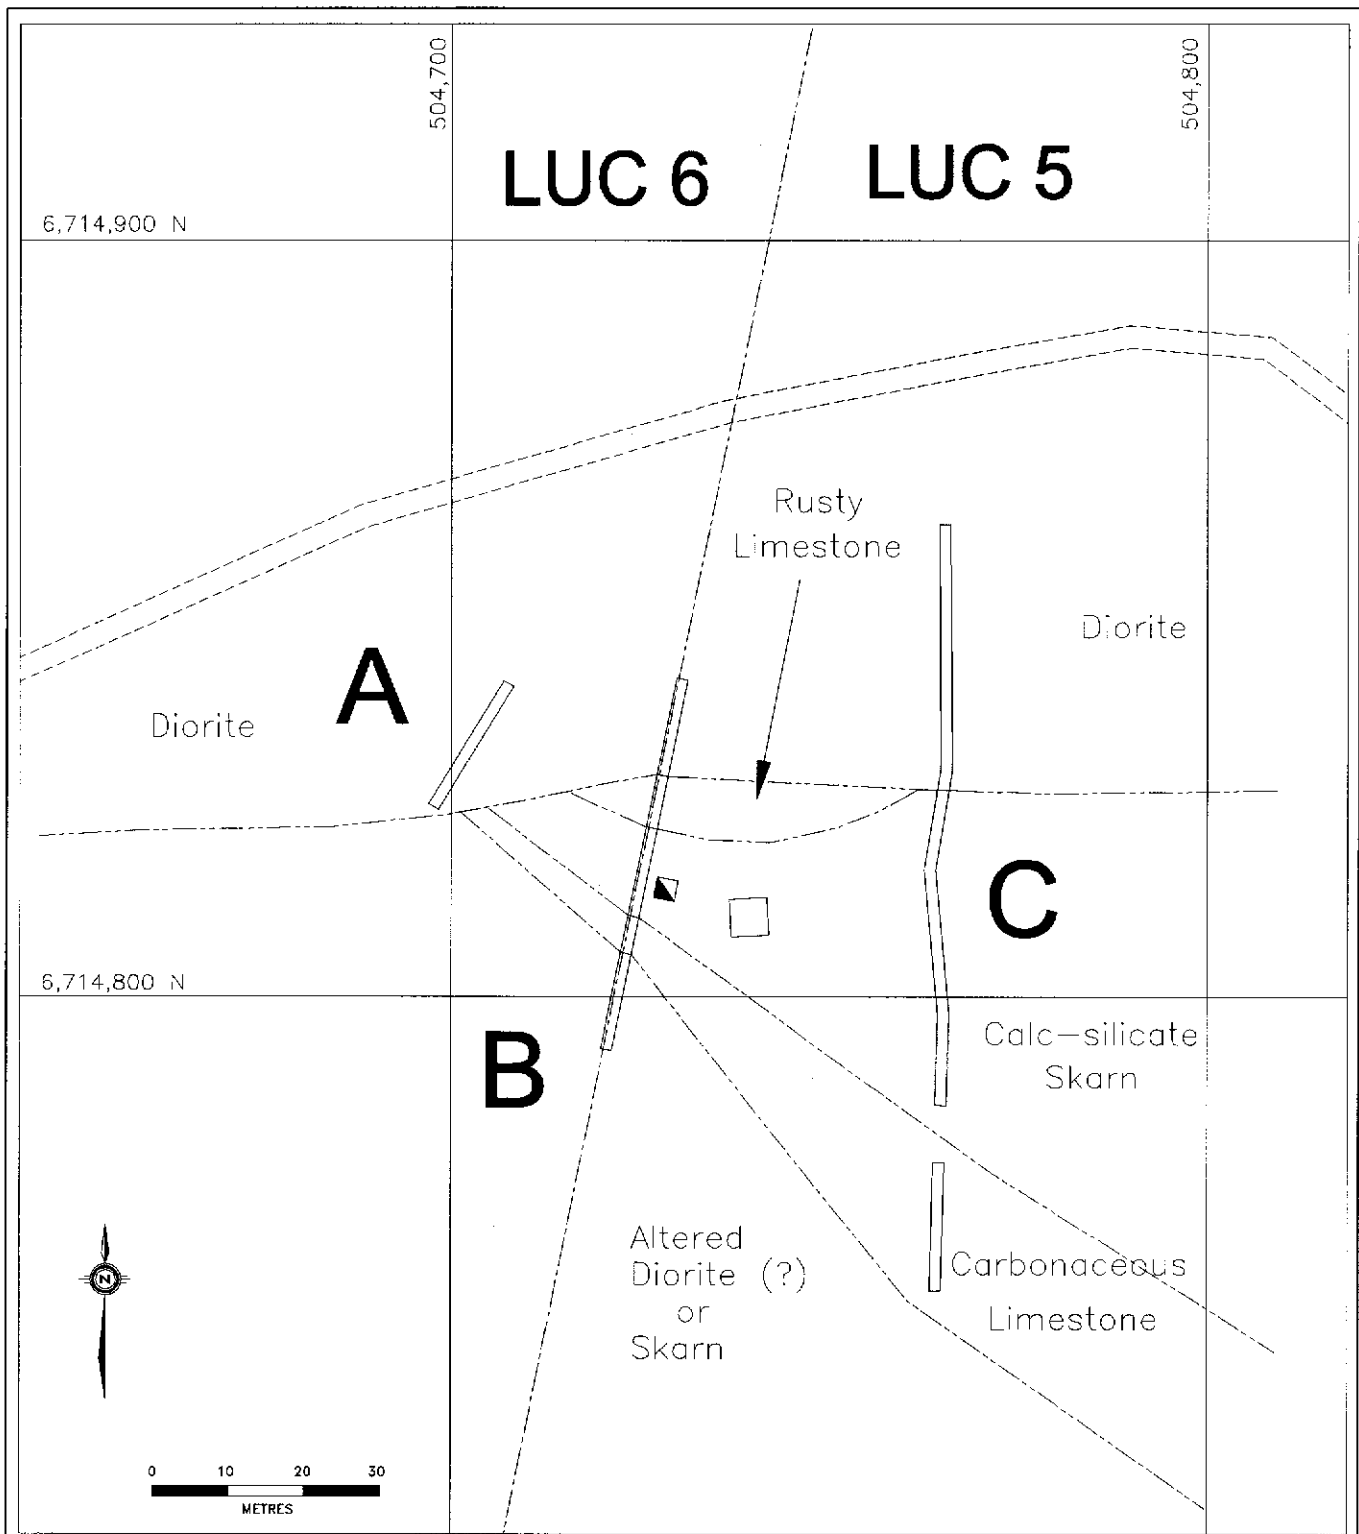 504,700
504,800
LUC 6
LUC 5
6,714,900 N
Rusty
Limestone
Diorite
A
Diorite
C
6,714,800 N
B
Calc-silicate
Skarn
Altered
Diorite (?)
or
Skarn
Carbonaceous
Limestone
N
0 10 20 30
METRES